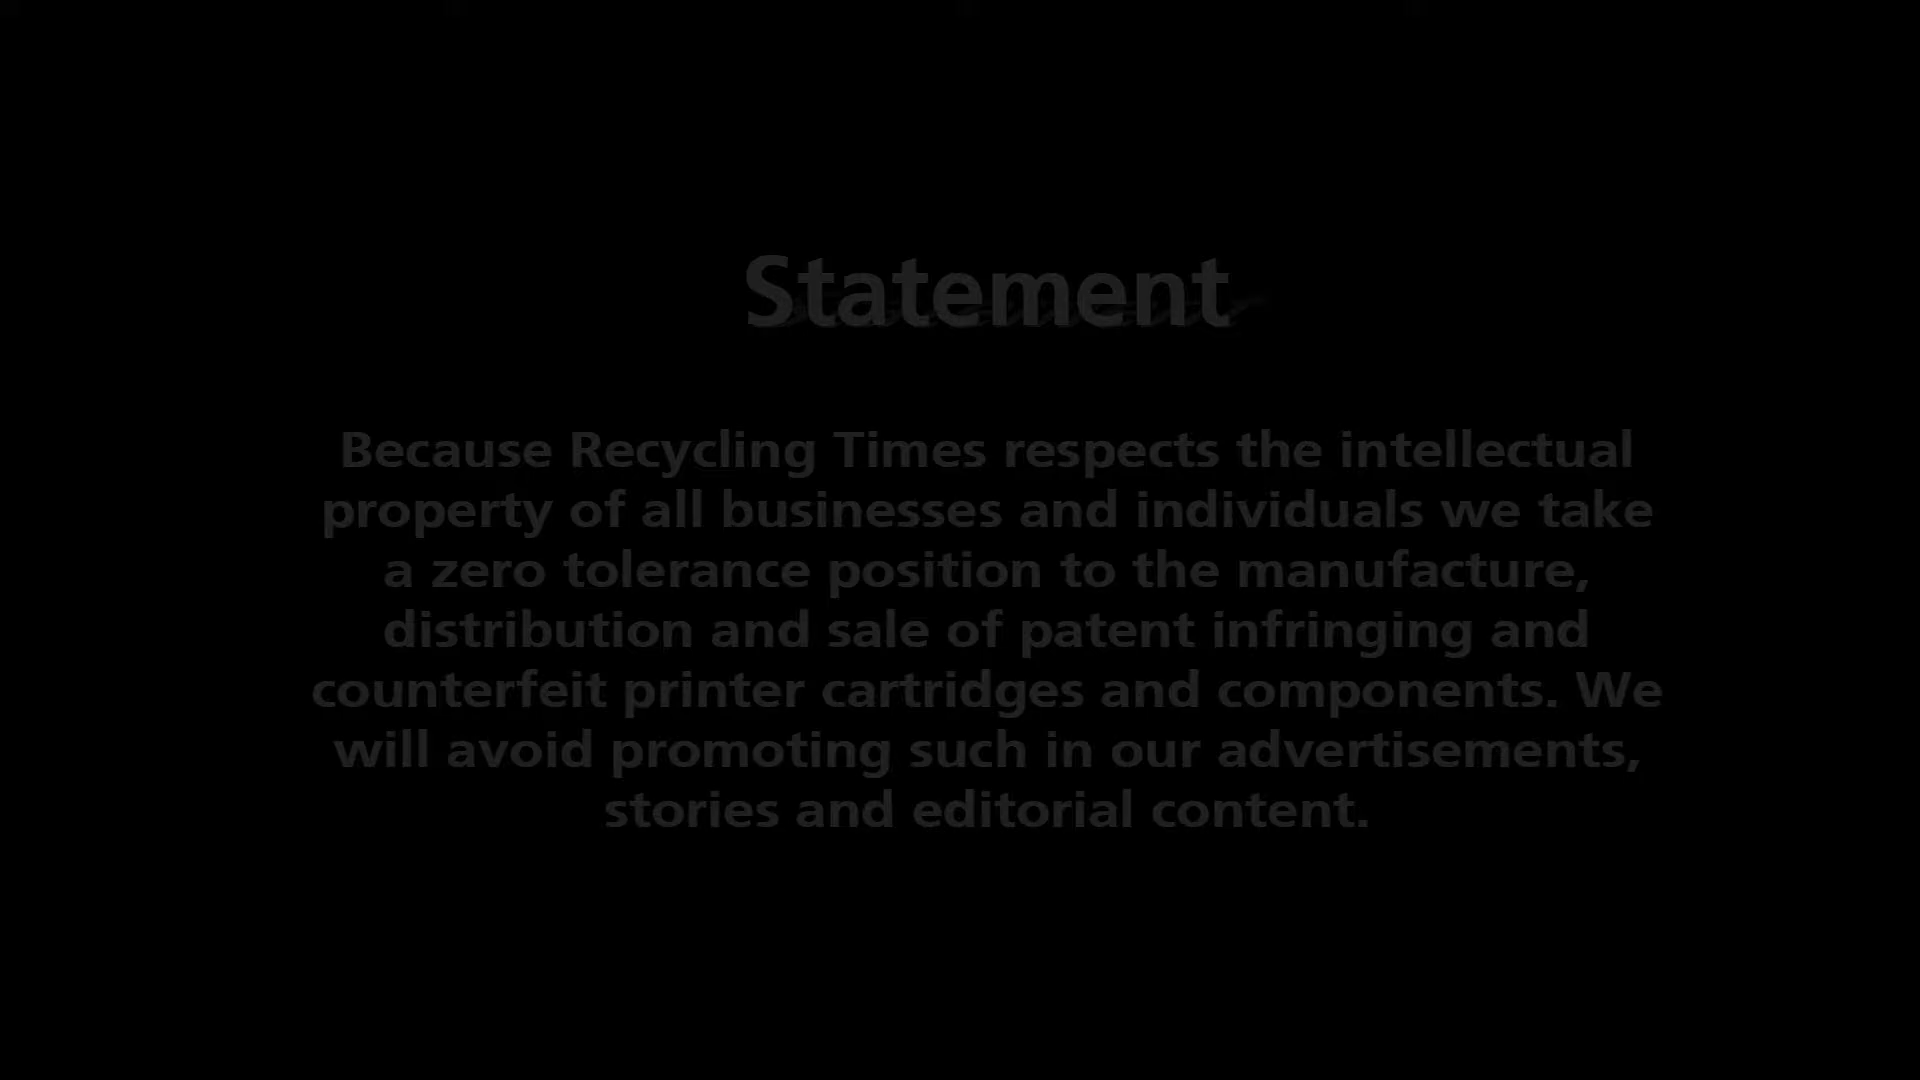 Statement
Because Recycling Times respects the intellectual
property of all businesses and individuals we take
a zero tolerance position to the manufacture,
distribution and sale of patent infringing and
counterfeit printer cartridges and components. We
will avoid promoting such in our advertisements,
stories and editorial content.